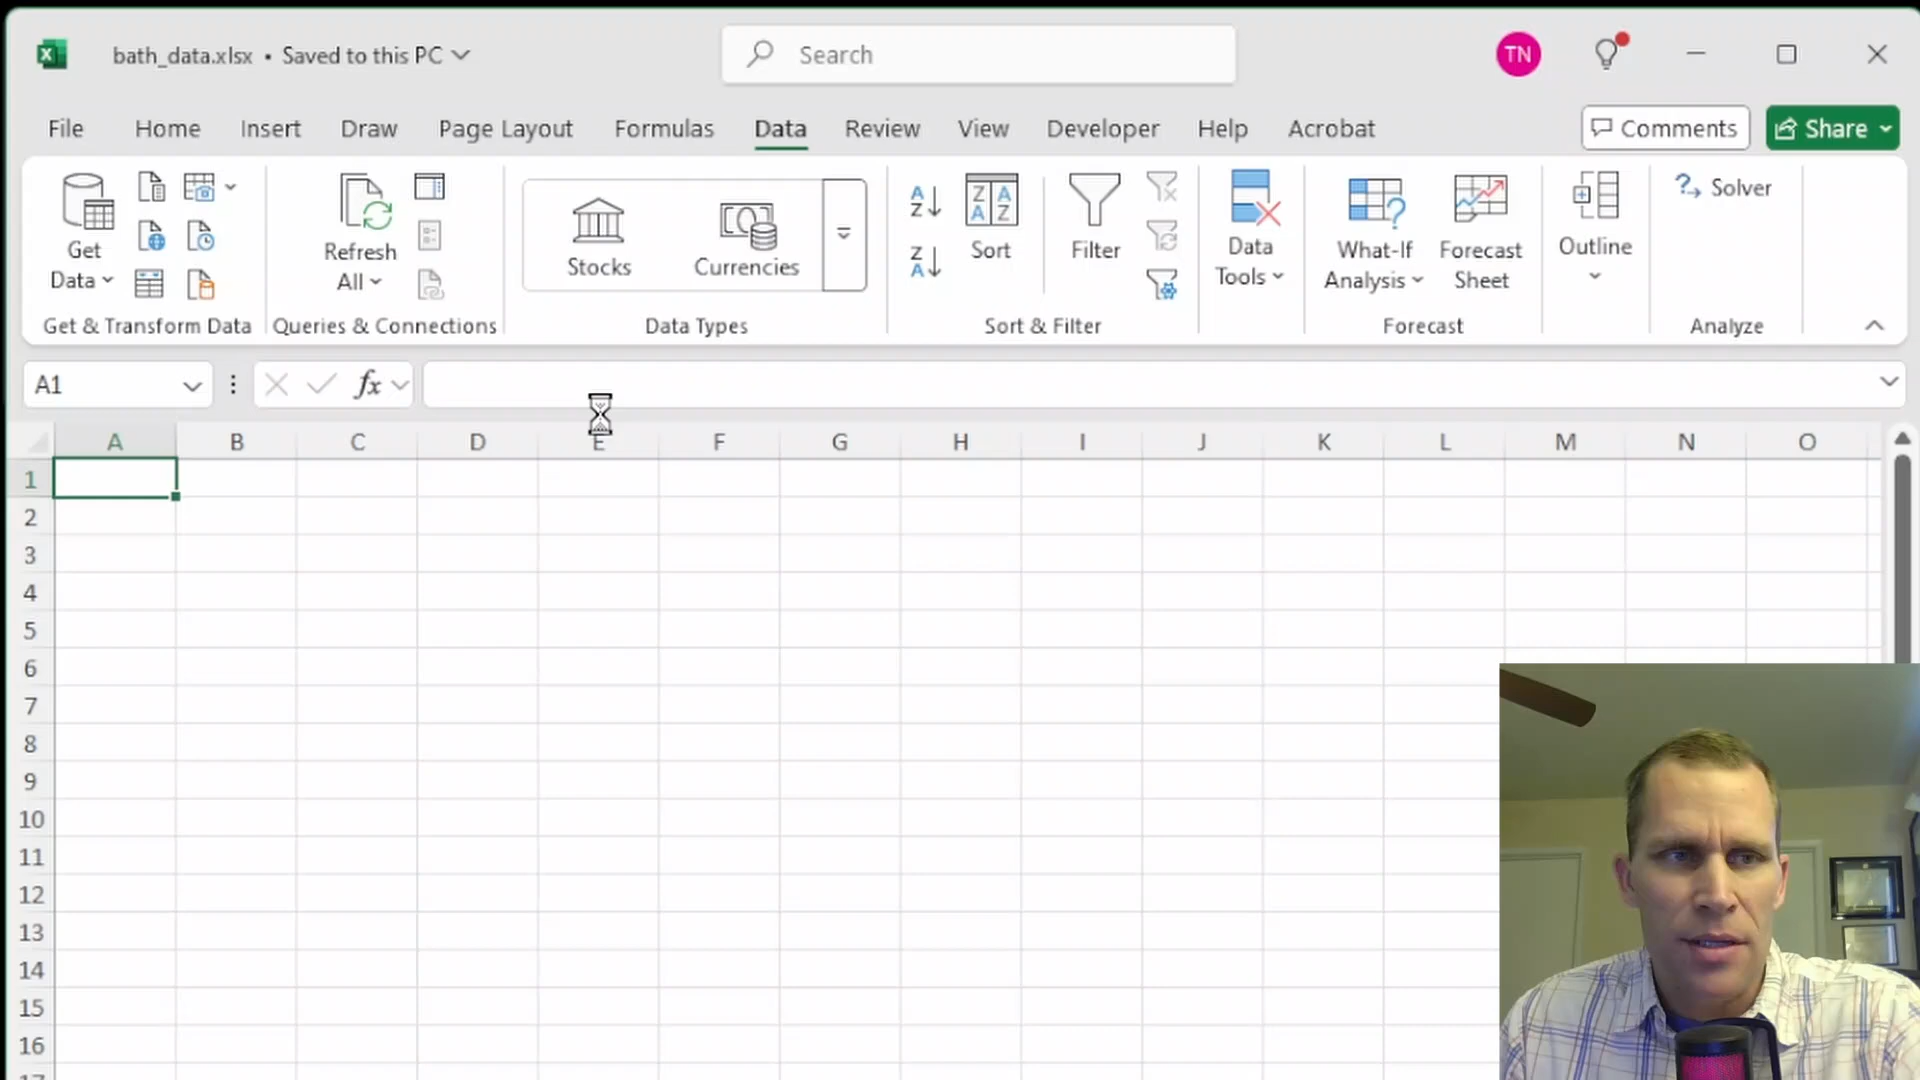 bath_data.xlsx • Saved to this PC
Search
TN
File Home Insert Draw Page Layout Formulas Data Review View Developer Help Acrobat
Comments Share
Get Data
Refresh All
Stocks Currencies
A Z
Z A
Z A A Z
Sort
Filter
Data Tools
What-If Analysis
Forecast Sheet
Outline
Solver
Get & Transform Data Queries & Connections Data Types Sort & Filter Forecast Analyze
A1 fx
A B C D E F G H I J K L M N O
1
2
3
4
5
6
7
8
9
10
11
12
13
14
15
16